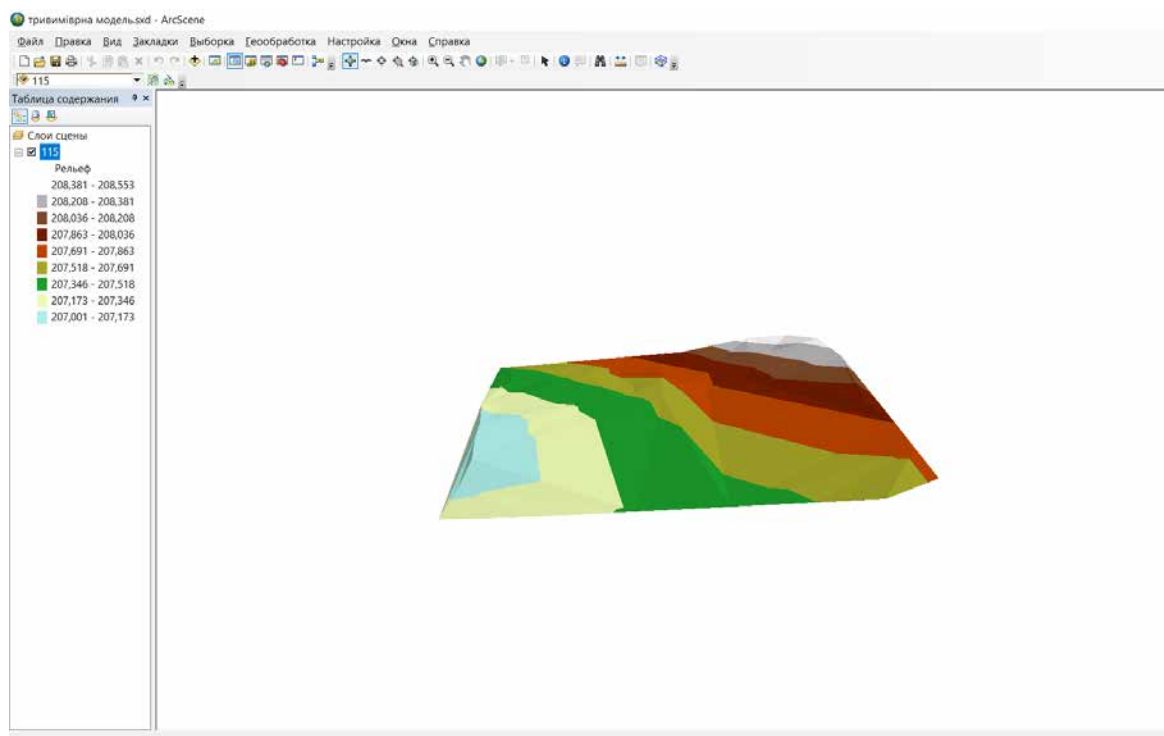 тривимірна модель.sxd - ArcScene
Файл Правка Вид Закладки Выборка Геообработка Настройка Окна Справка
115
Таблица содержания
Слои сцены
115
Рельеф
208,381 - 208,553
208,208 - 208,381
208,036 - 208,208
207,863 - 208,036
207,691 - 207,863
207,518 - 207,691
207,346 - 207,518
207,173 - 207,346
207,001 - 207,173